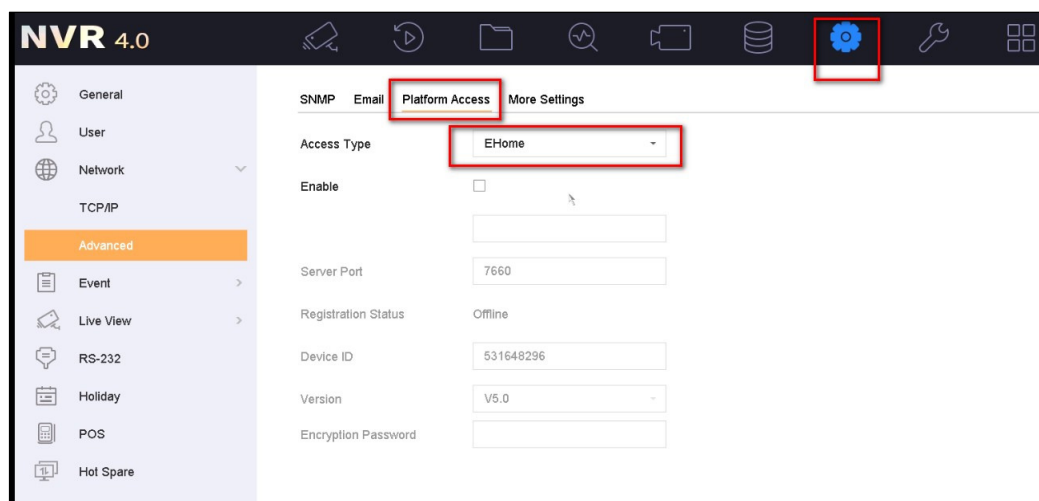 NVR 4.0
General
User
Network
TCP/IP
Advanced
Event
Live View
RS-232
Holiday
POS
Hot Spare
SNMP Email Platform Access More Settings
Access Type EHome
Enable
Server Port 7660
Registration Status Offline
Device ID 531648296
Version V5.0
Encryption Password